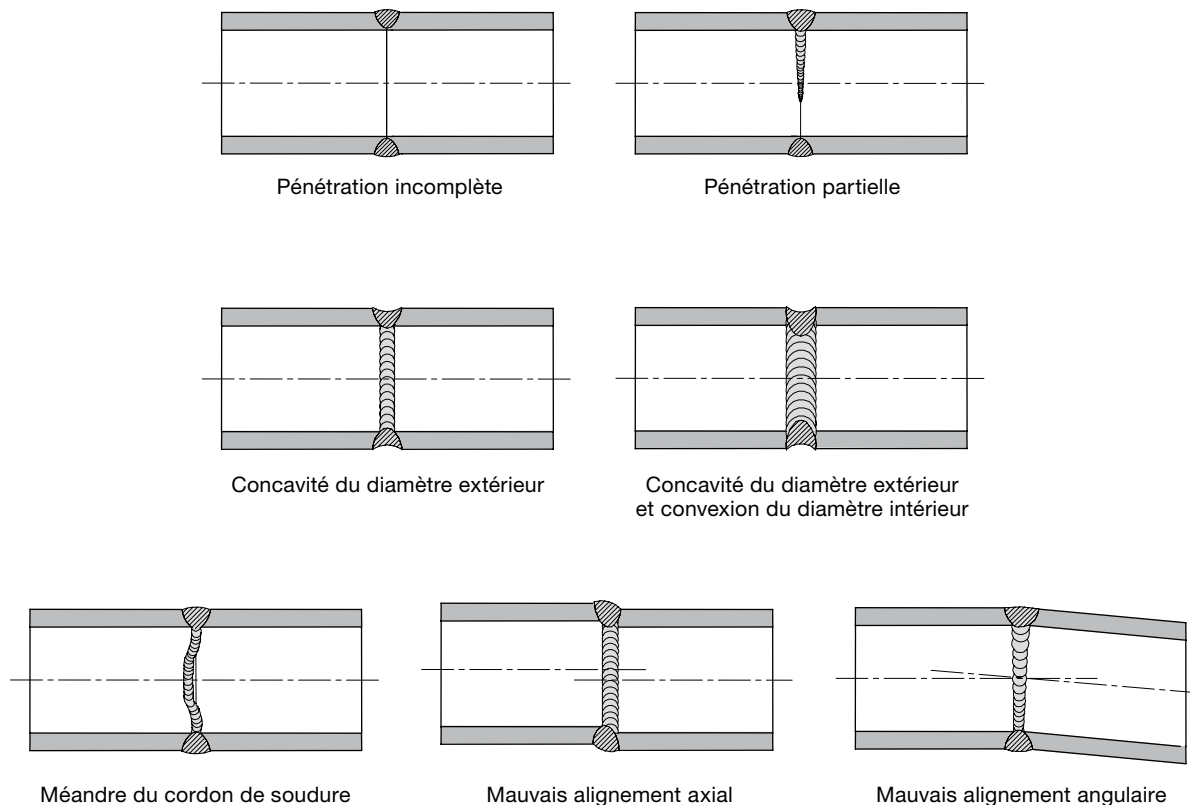 Pénétration incomplète
Pénétration partielle
Concavité du diamètre extérieur
Concavité du diamètre extérieur
et convexion du diamètre intérieur
Méandre du cordon de soudure
Mauvais alignement axial
Mauvais alignement angulaire